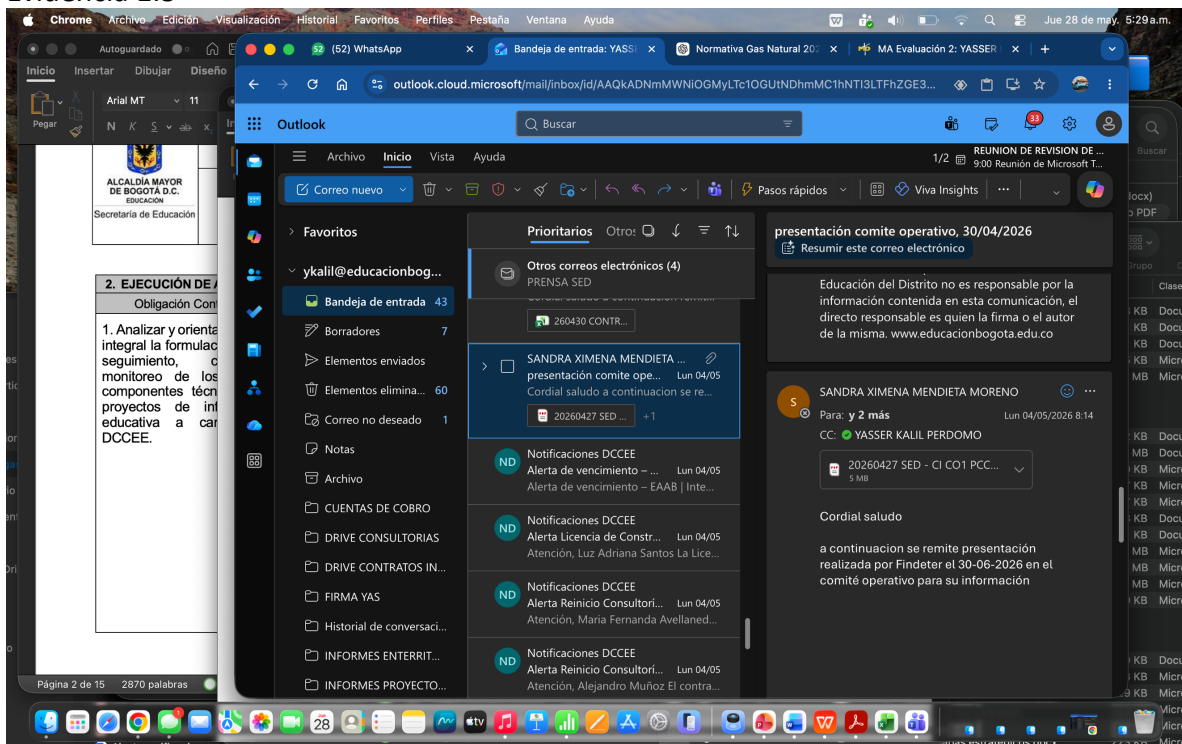 Chrome Archivo Edición Visualización Historial Favoritos Perfiles Pestaña Ventana Ayuda
Jue 28 de may. 5:29 a.m.
Autoguardado
(52) WhatsApp
Bandeja de entrada: YASS
Normativa Gas Natural 20
MA Evaluación 2: YASSER
outlook.cloud.microsoft/mail/inbox/id/AAQkADNmMWNiOGMyLTc1OGUtNDhmMC1hNTI3LTFhZGE3...
Inicio Insertar Dibujar Diseño
Pegar
Arial MT 11
N K S
ALCALDÍA MAYOR
DE BOGOTÁ D.C.
EDUCACIÓN
Secretaría de Educación
2. EJECUCIÓN DE A
Obligación Con
1. Analizar y orienta
integral la formulac
seguimiento, c
monitoreo de los
componentes técn
proyectos de inf
educativa a car
DCCEE.
Página 2 de 15 2870 palabras
Outlook
Buscar
33
Archivo Inicio Vista Ayuda
1/2
REUNION DE REVISION DE ...
9:00 Reunión de Microsoft T...
Correo nuevo
Pasos rápidos
Viva Insights
Favoritos
ykalil@educacionbog...
Bandeja de entrada 43
Borradores 7
Elementos enviados
Elementos elimina... 60
Correo no deseado 1
Notas
Archivo
CUENTAS DE COBRO
DRIVE CONSULTORIAS
DRIVE CONTRATOS IN...
FIRMA YAS
Historial de conversaci...
INFORMES ENTERRIT...
INFORMES PROYECTO...
Prioritarios Otros
Otros correos electrónicos (4)
PRENSA SED
260430 CONTR...
SANDRA XIMENA MENDIETA ...
presentación comite ope... Lun 04/05
Cordial saludo a continuacion se re...
20260427 SED ... +1
Notificaciones DCCEE
Alerta de vencimiento – ... Lun 04/05
Alerta de vencimiento – EAAB | Inte...
Notificaciones DCCEE
Alerta Licencia de Constr... Lun 04/05
Atención, Luz Adriana Santos La Lice...
Notificaciones DCCEE
Alerta Reinicio Consultorí... Lun 04/05
Atención, Maria Fernanda Avellaned...
Notificaciones DCCEE
Alerta Reinicio Consultorí... Lun 04/05
Atención, Alejandro Muñoz El contra...
ND
ND
ND
ND
presentación comite operativo, 30/04/2026
Resumir este correo electrónico
Educación del Distrito no es responsable por la
información contenida en esta comunicación, el
directo responsable es quien la firma o el autor
de la misma. www.educacionbogota.edu.co
S
SANDRA XIMENA MENDIETA MORENO
Para: y 2 más
Lun 04/05/2026 8:14
CC: YASSER KALIL PERDOMO
20260427 SED - CI CO1 PCC...
5 MB
Cordial saludo
a continuacion se remite presentación
realizada por Findeter el 30-06-2026 en el
comité operativo para su información
28
tv